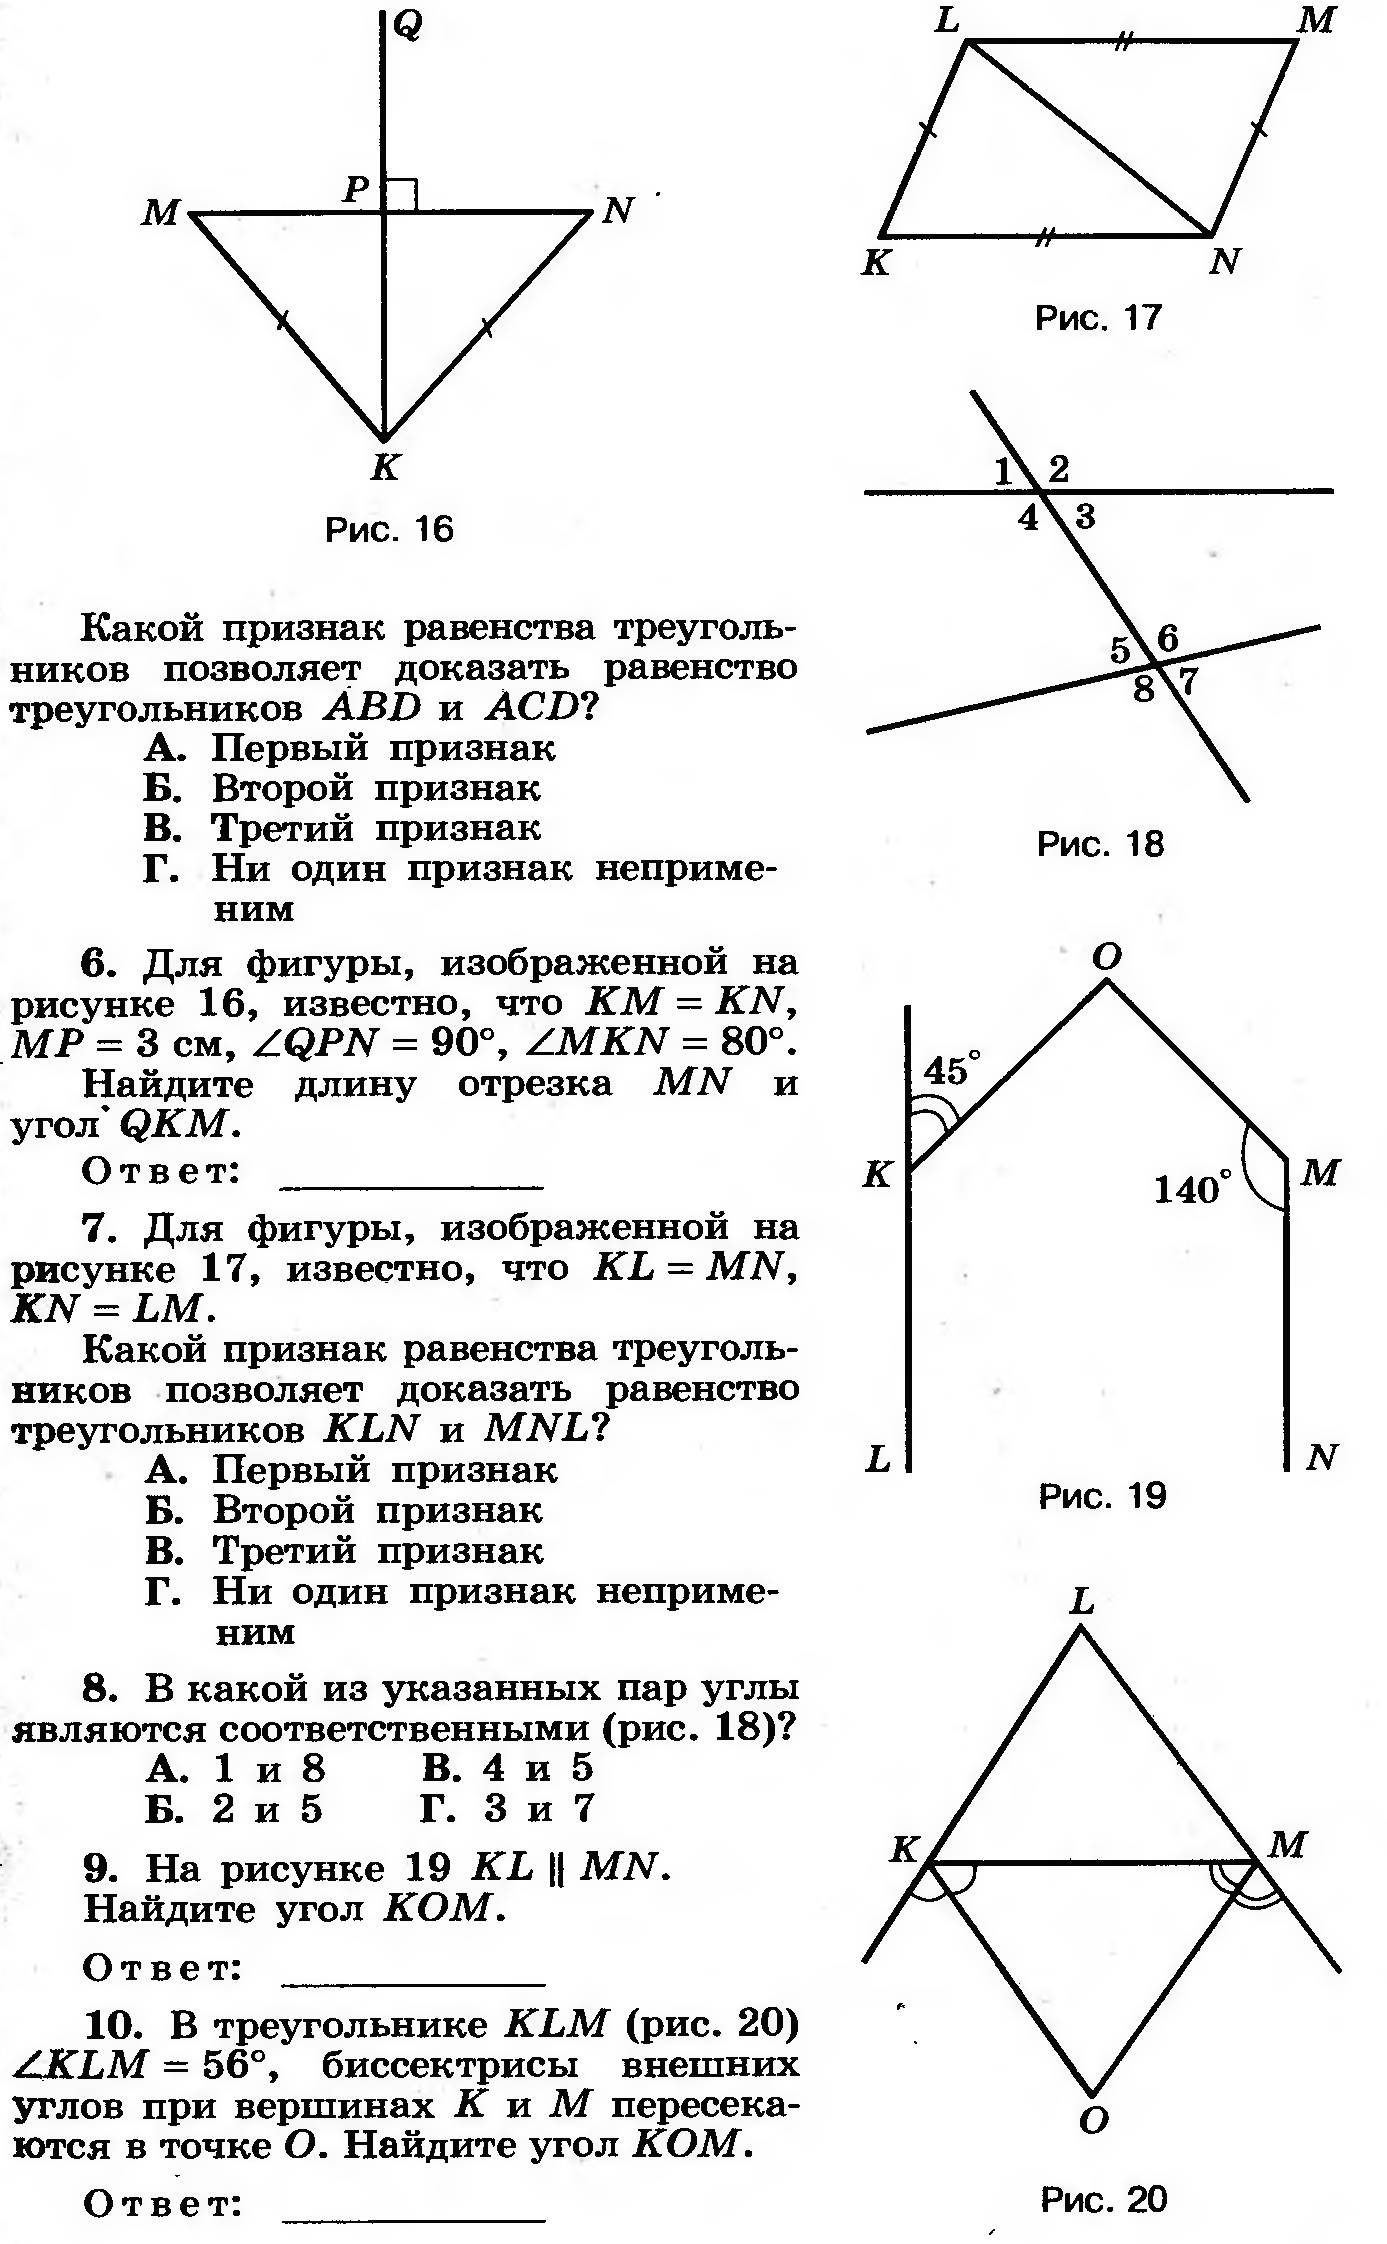 Q
P
M
N
K
Рис. 16
L
M
K
N
Рис. 17
1 2
4 3
5 6
8 7
Рис. 18
Какой признак равенства треуголь-
ников позволяет доказать равенство
треугольников ABD и ACD?
А. Первый признак
Б. Второй признак
В. Третий признак
Г. Ни один признак неприме-
ним
6. Для фигуры, изображенной на
рисунке 16, известно, что KM = KN,
MP = 3 см, ∠QPN = 90°, ∠MKN = 80°.
Найдите длину отрезка MN и
угол QKM.
Ответ:
7. Для фигуры, изображенной на
рисунке 17, известно, что KL = MN,
KN = LM.
Какой признак равенства треуголь-
ников позволяет доказать равенство
треугольников KLN и MNL?
А. Первый признак
Б. Второй признак
В. Третий признак
Г. Ни один признак неприме-
ним
8. В какой из указанных пар углы
являются соответственными (рис. 18)?
А. 1 и 8 В. 4 и 5
Б. 2 и 5 Г. 3 и 7
9. На рисунке 19 KL || MN.
Найдите угол KOM.
Ответ:
10. В треугольнике KLM (рис. 20)
∠KLM = 56°, биссектрисы внешних
углов при вершинах K и M пересека-
ются в точке O. Найдите угол KOM.
Ответ:
O
45°
K
140°
M
L
N
Рис. 19
L
K
M
O
Рис. 20